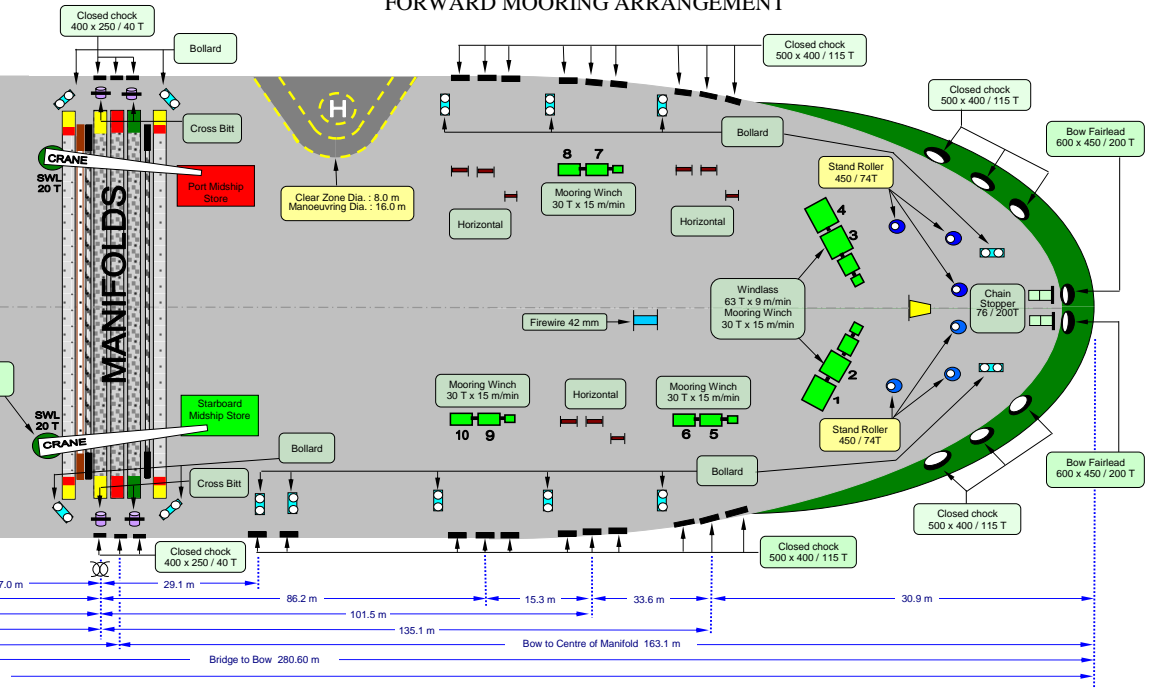 FORWARD MOORING ARRANGEMENT
Closed chock
400 x 250 / 40 T
Bollard
Closed chock
500 x 400 / 115 T
Closed chock
500 x 400 / 115 T
Bow Fairlead
600 x 450 / 200 T
H
Cross Bitt
Bollard
CRANE
SWL
20 T
Port Midship
Store
Clear Zone Dia. : 8.0 m
Manoeuvring Dia. : 16.0 m
8 7
Mooring Winch
30 T x 15 m/min
Horizontal
Horizontal
Stand Roller
450 / 74T
4
3
MANIFOLDS
Windlass
63 T x 9 m/min
Mooring Winch
30 T x 15 m/min
Chain
Stopper
76 / 200T
Firewire 42 mm
2
1
Mooring Winch
30 T x 15 m/min
10 9
Horizontal
Mooring Winch
30 T x 15 m/min
6 5
Starboard
Midship Store
SWL
20 T
CRANE
Stand Roller
450 / 74T
Bollard
Bollard
Cross Bitt
Bow Fairlead
600 x 450 / 200 T
Closed chock
500 x 400 / 115 T
Closed chock
400 x 250 / 40 T
Closed chock
500 x 400 / 115 T
7.0 m
29.1 m
86.2 m
15.3 m
33.6 m
30.9 m
101.5 m
135.1 m
Bow to Centre of Manifold 163.1 m
Bridge to Bow 280.60 m